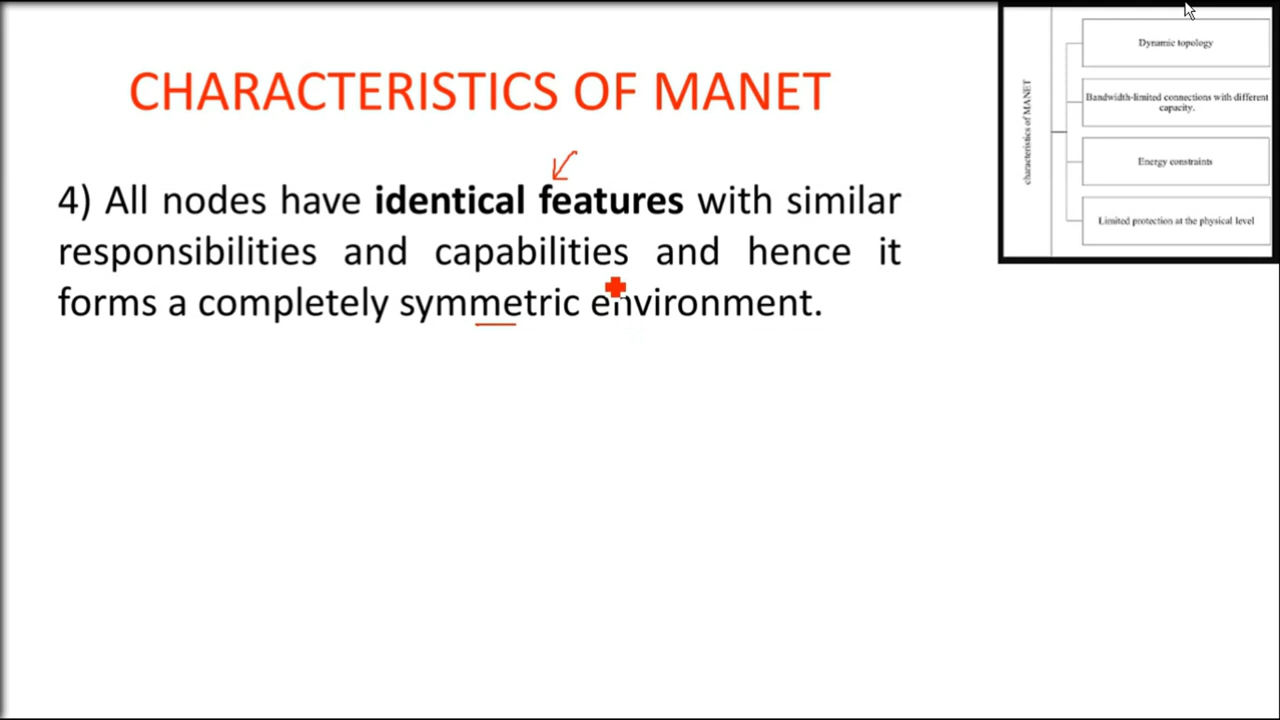 CHARACTERISTICS OF MANET
4) All nodes have identical features with similar
responsibilities and capabilities and hence it
forms a completely symmetric environment.
characteristics of MANET
Dynamic topology
Bandwidth-limited connections with different
capacity.
Energy constraints
Limited protection at the physical level